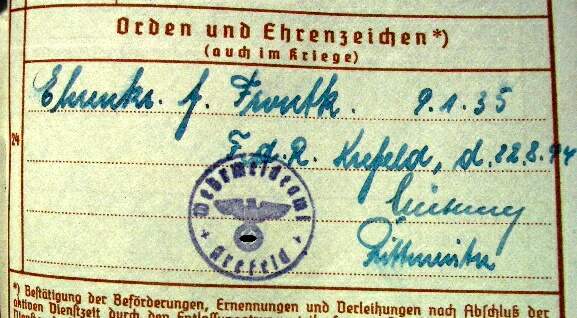 Orden und Ehrenzeichen*)
(auch im Kriege)
Ehrenkr. f. Frontk. 9.1.35
24
F.d.R. Krefeld, d. 22.8.44
Wehrmeldeamt
Krefeld
Rittmeister
*) Bestätigung der Beförderungen, Ernennungen und Verleihungen nach Abschluß der
aktiven Dienstzeit durch den